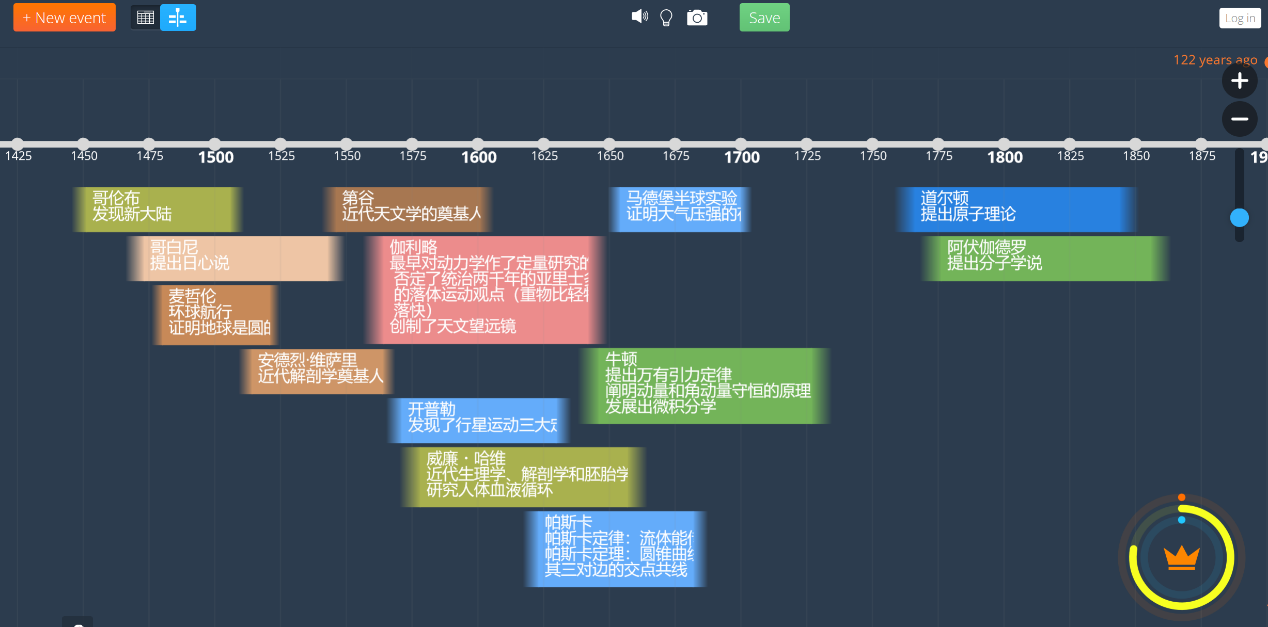 + New event
Save
Log in
122 years ago
1425 1450 1475 1500 1525 1550 1575 1600 1625 1650 1675 1700 1725 1750 1775 1800 1825 1850 1875 19
哥伦布
发现新大陆
第谷
近代天文学的奠基人
马德堡半球实验
证明大气压强的
道尔顿
提出原子理论
哥白尼
提出日心说
伽利略
最早对动力学作了定量研究的
否定了统治两千年的亚里士
的落体运动观点（重物比轻
落快）
创制了天文望远镜
阿伏伽德罗
提出分子学说
麦哲伦
环球航行
证明地球是圆的
安德烈·维萨里
近代解剖学奠基人
牛顿
提出万有引力定律
阐明动量和角动量守恒的原理
发展出微积分学
开普勒
发现了行星运动三大
威廉·哈维
近代生理学、解剖学和胚胎学
研究人体血液循环
帕斯卡
帕斯卡定律：流体能
帕斯卡定理：圆锥曲
其三对边的交点共线